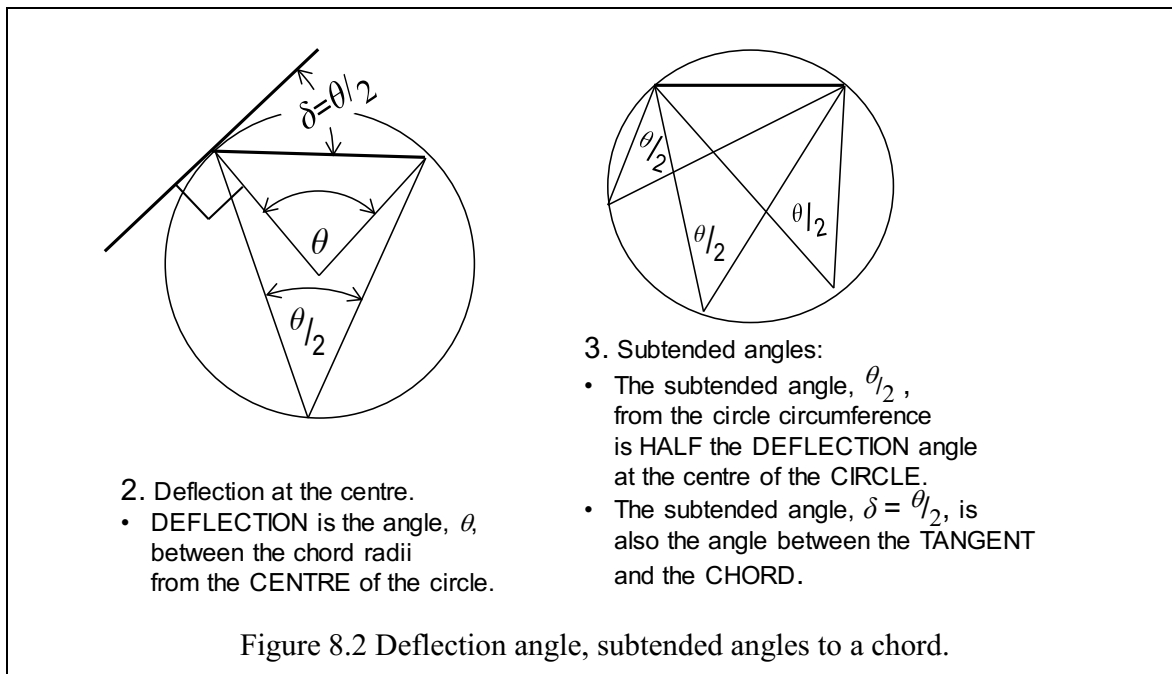 δ=θ/2
θ
θ/2
2. Deflection at the centre.
• DEFLECTION is the angle, θ,
between the chord radii
from the CENTRE of the circle.
θ/2
θ/2
θ/2
3. Subtended angles:
• The subtended angle, θ/2 ,
from the circle circumference
is HALF the DEFLECTION angle
at the centre of the CIRCLE.
• The subtended angle, δ = θ/2, is
also the angle between the TANGENT
and the CHORD.
Figure 8.2 Deflection angle, subtended angles to a chord.